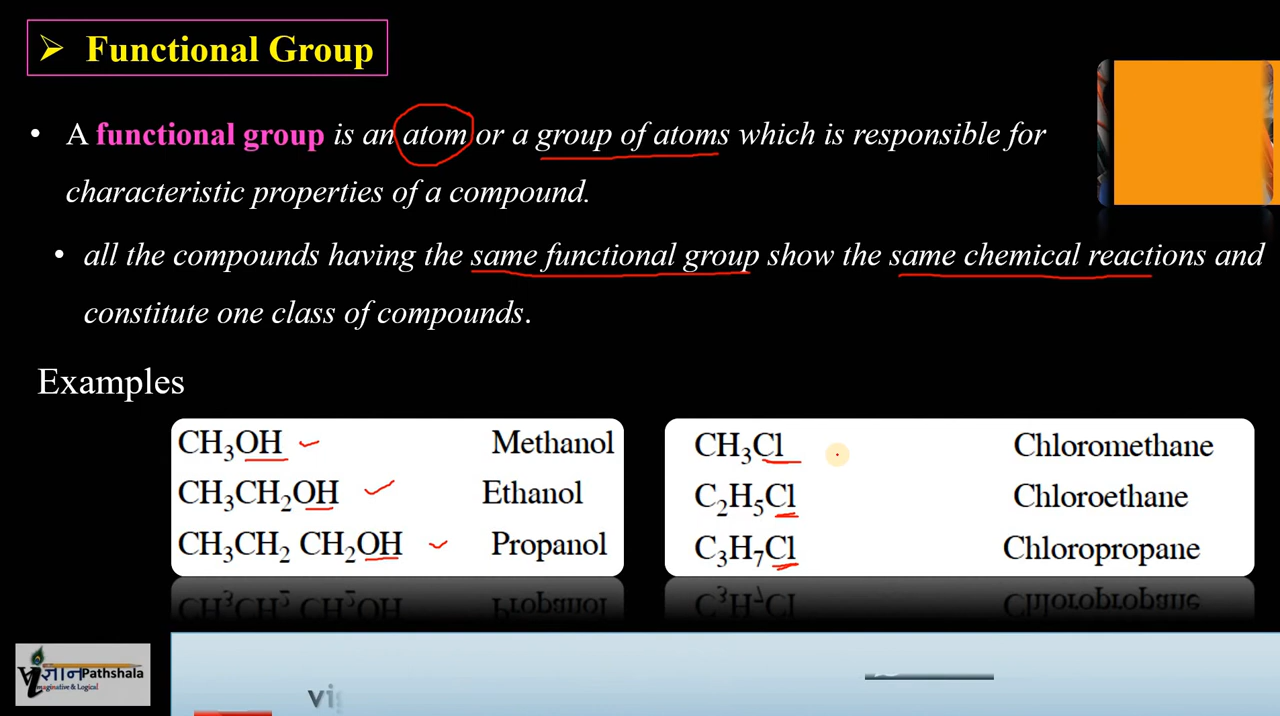 ➢ Functional Group
• A functional group is an atom or a group of atoms which is responsible for
characteristic properties of a compound.
• all the compounds having the same functional group show the same chemical reactions and
constitute one class of compounds.
Examples
CH₃OH Methanol
CH₃CH₂OH Ethanol
CH₃CH₂ CH₂OH Propanol
CH₃Cl Chloromethane
C₂H₅Cl Chloroethane
C₃H₇Cl Chloropropane
विज्ञान Pathshala
Imaginative & Logical